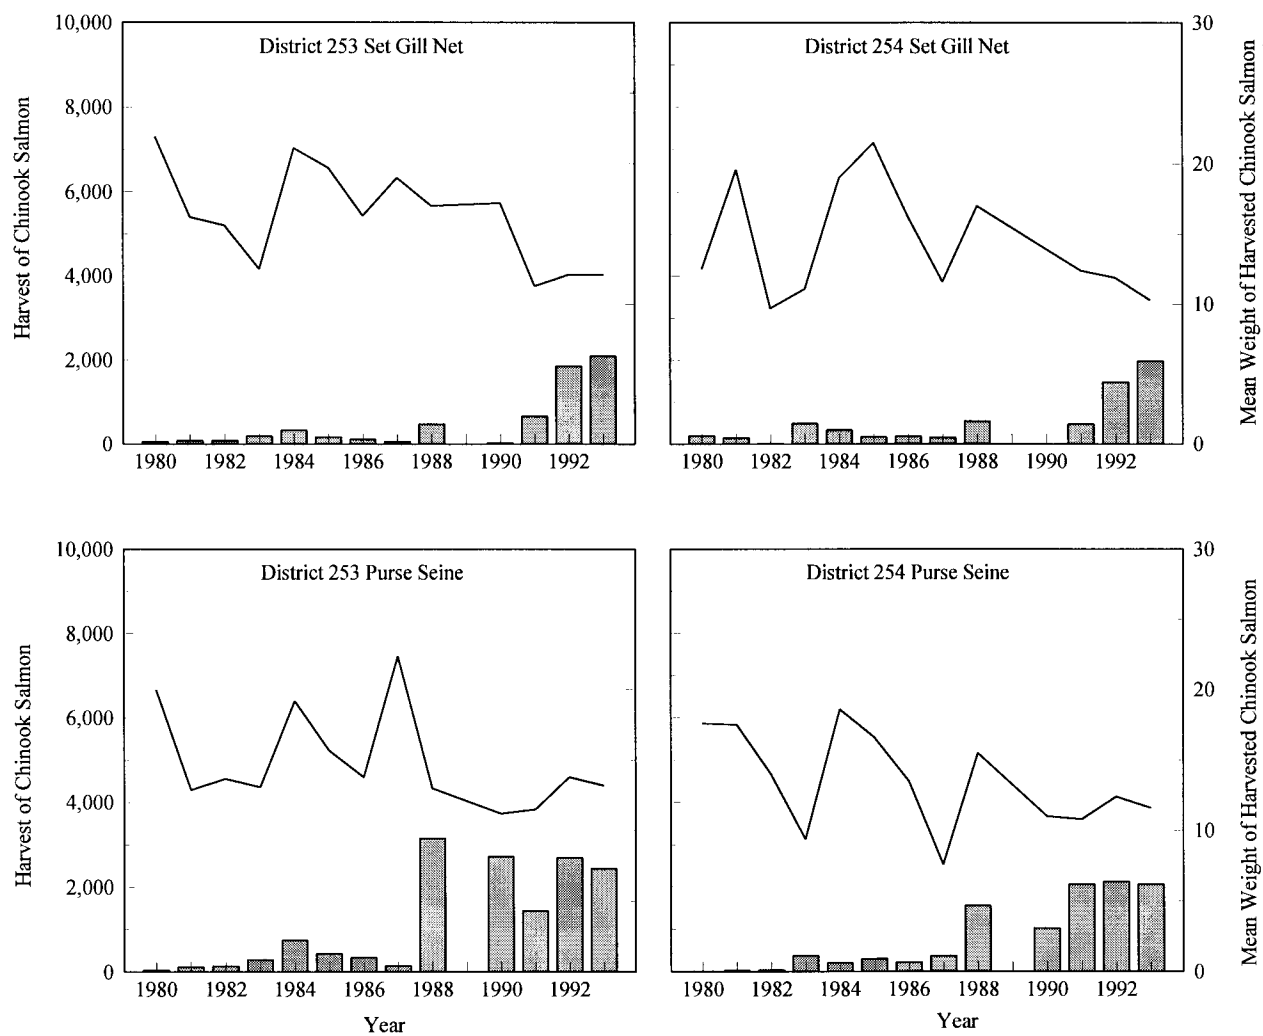 District 253 Set Gill Net
10,000
8,000
6,000
4,000
2,000
0
Harvest of Chinook Salmon
1980 1982 1984 1986 1988 1990 1992
District 254 Set Gill Net
30
20
10
0
Mean Weight of Harvested Chinook Salmon
1980 1982 1984 1986 1988 1990 1992
District 253 Purse Seine
10,000
8,000
6,000
4,000
2,000
0
Harvest of Chinook Salmon
1980 1982 1984 1986 1988 1990 1992
Year
District 254 Purse Seine
30
20
10
0
Mean Weight of Harvested Chinook Salmon
1980 1982 1984 1986 1988 1990 1992
Year